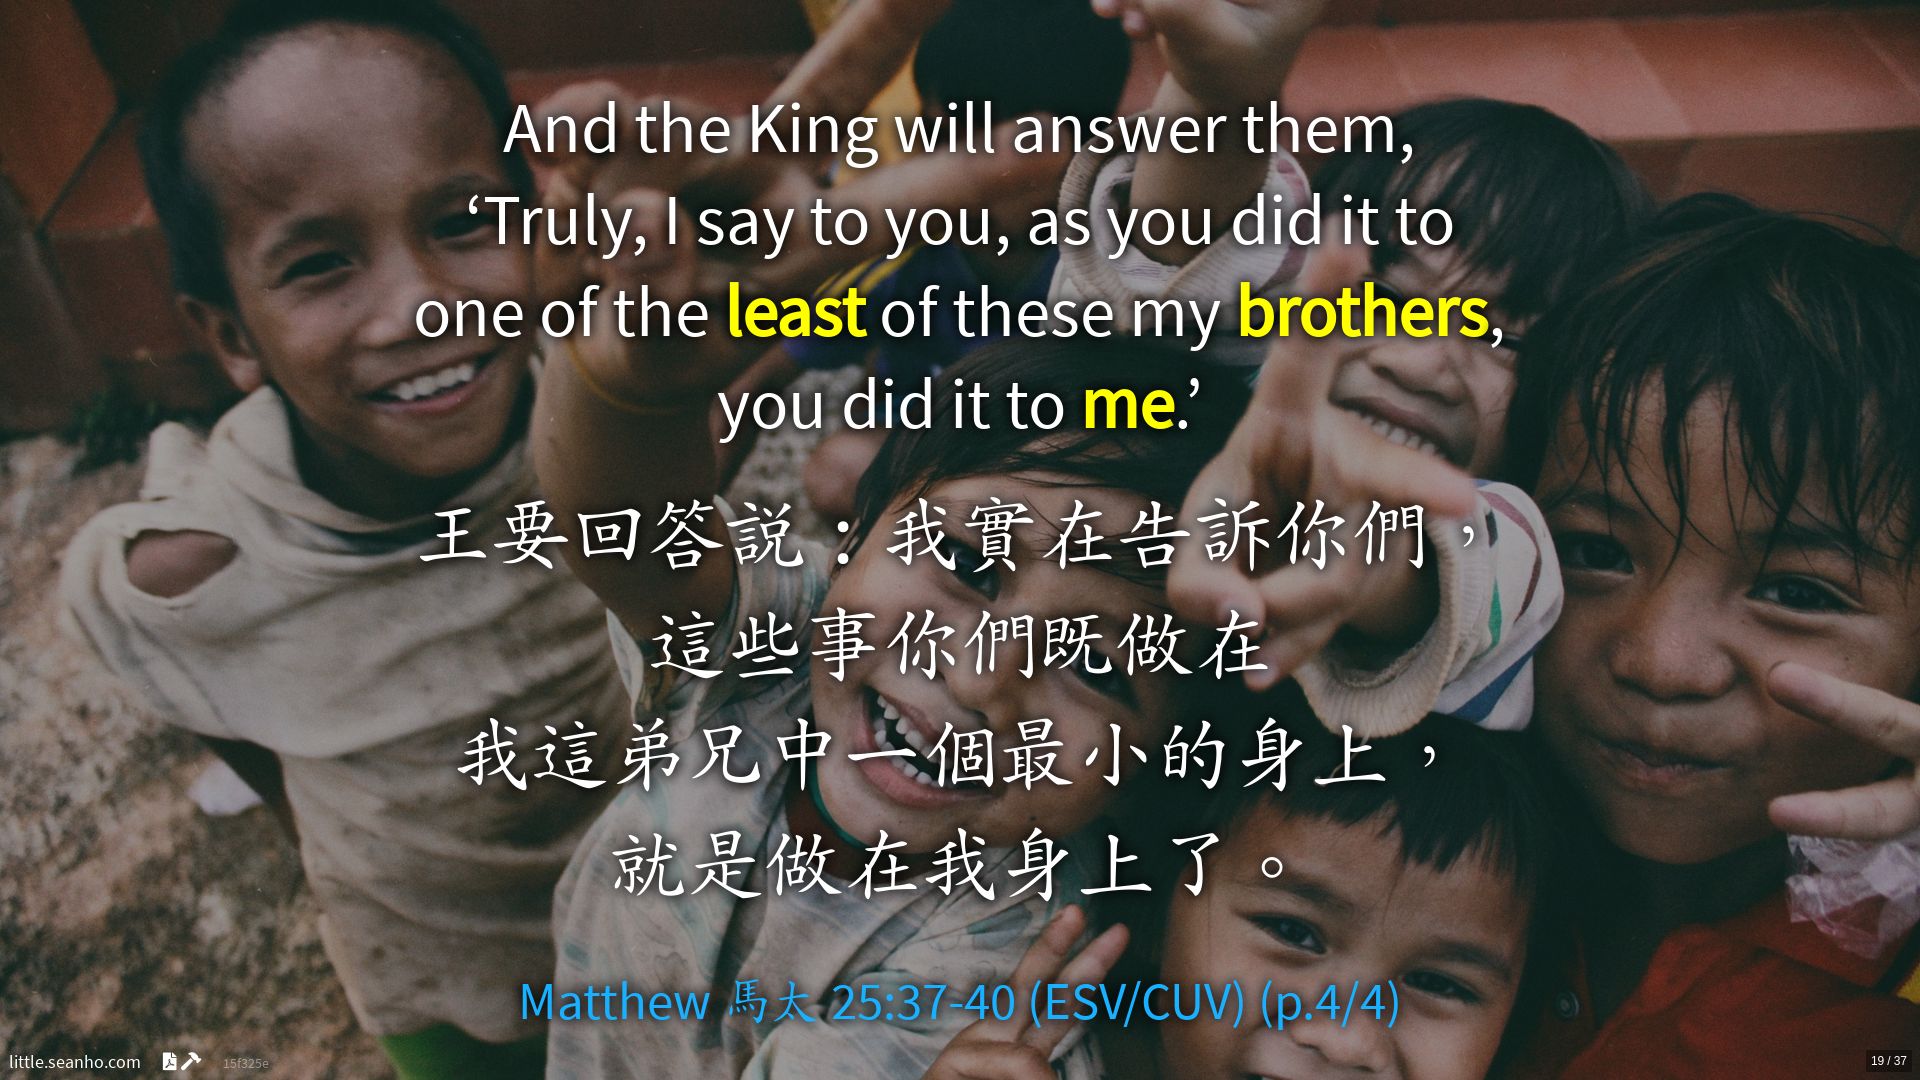 And the King will answer them,
‘Truly, I say to you, as you did it to
one of the least of these my brothers,
you did it to me.’
王要回答説：我實在告訴你們，
這些事你們既做在
我這弟兄中一個最小的身上，
就是做在我身上了。
Matthew 馬太 25:37-40 (ESV/CUV) (p.4/4)
little.seanho.com 15f325e
19 / 37